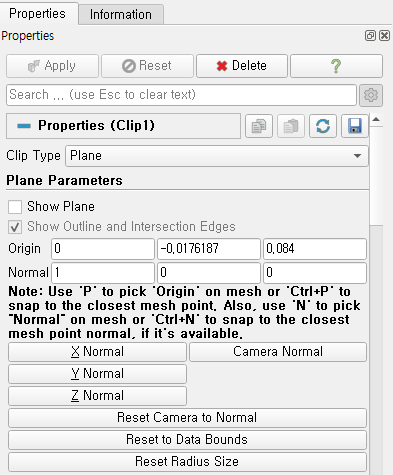 Properties Information
Properties
Apply Reset Delete ?
Search ... (use Esc to clear text)
Properties (Clip1)
Clip Type Plane
Plane Parameters
Show Plane
Show Outline and Intersection Edges
Origin 0 -0,0176187 0,084
Normal 1 0 0
Note: Use 'P' to pick 'Origin' on mesh or 'Ctrl+P' to
snap to the closest mesh point, Also, use 'N' to pick
"Normal" on mesh or 'Ctrl+N' to snap to the closest
mesh point normal, if it's available,
X Normal Camera Normal
Y Normal
Z Normal
Reset Camera to Normal
Reset to Data Bounds
Reset Radius Size